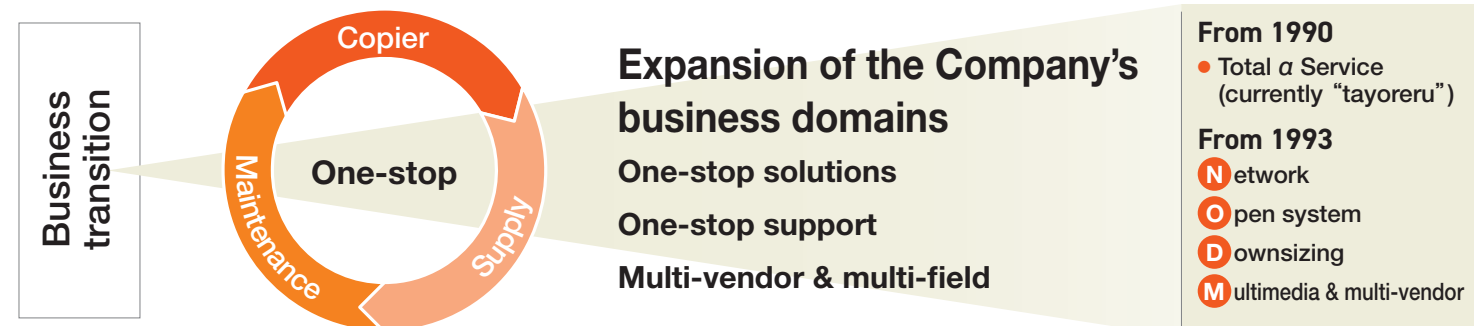 Business
transition
Copier
Maintenance
Supply
One-stop
Expansion of the Company’s
business domains
One-stop solutions
One-stop support
Multi-vendor & multi-field
From 1990
● Total α Service
(currently “tayoreru”)
From 1993
Network
Open system
Downsizing
Multimedia & multi-vendor